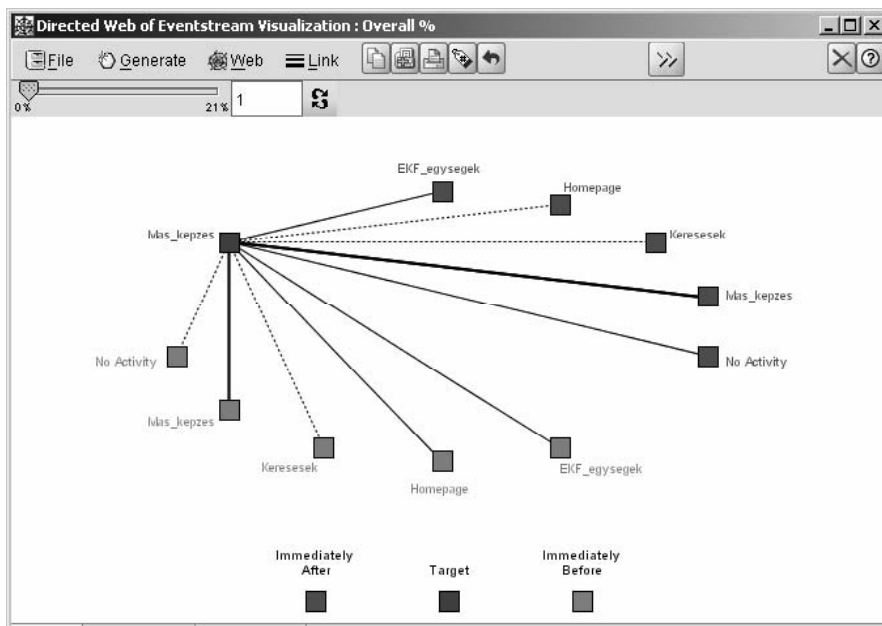 Directed Web of Eventstream Visualization : Overall %
File Generate Web Link
0% 21% 1
EKF_egysegek
Homepage
Mas_kepzes
Keresesek
Mas_kepzes
No Activity
No Activity
Mas_kepzes
Keresesek
EKF_egysegek
Homepage
Immediately Immediately
After Target Before